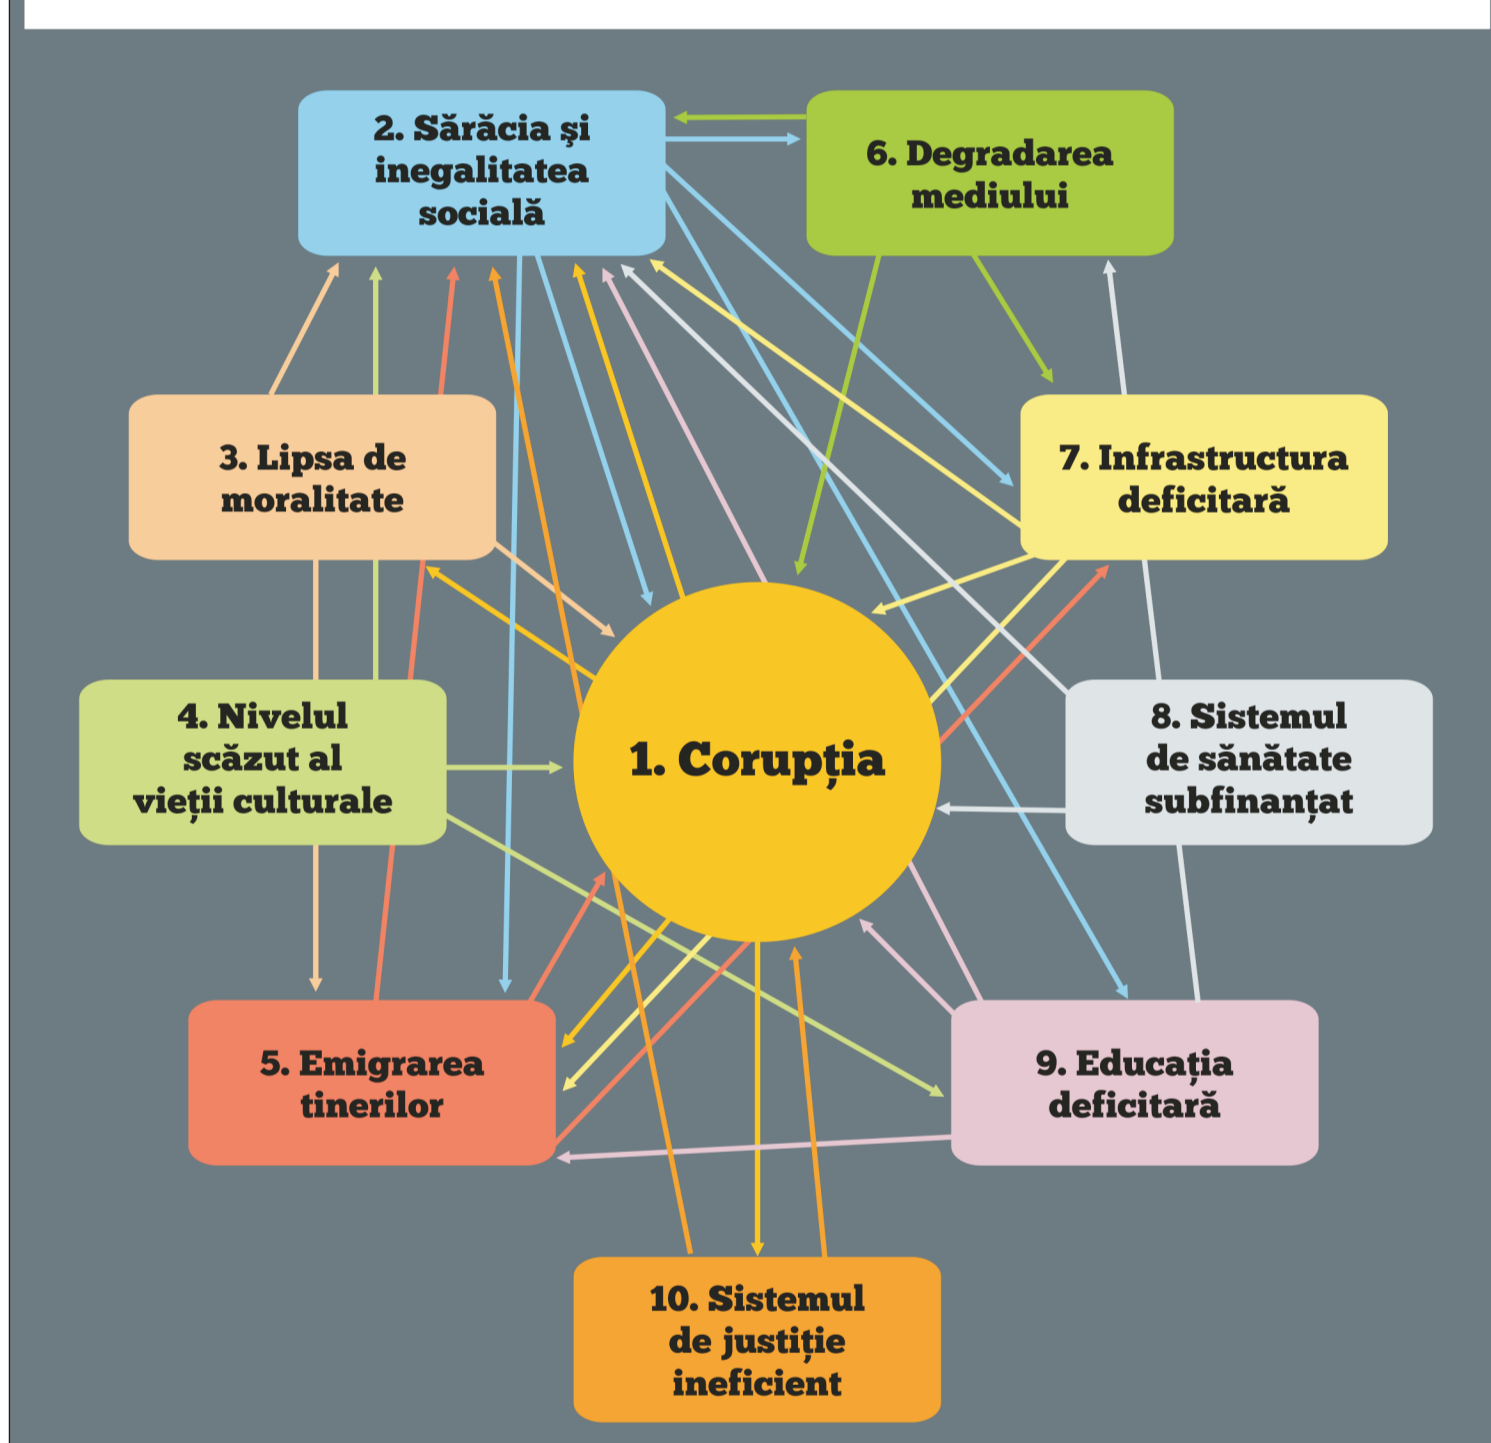 2. Sărăcia şi
inegalitatea
socială
6. Degradarea
mediului
3. Lipsa de
moralitate
7. Infrastructura
deficitară
4. Nivelul
scăzut al
vieții culturale
1. Corupția
8. Sistemul
de sănătate
subfinanțat
5. Emigrarea
tinerilor
9. Educația
deficitară
10. Sistemul
de justiție
ineficient